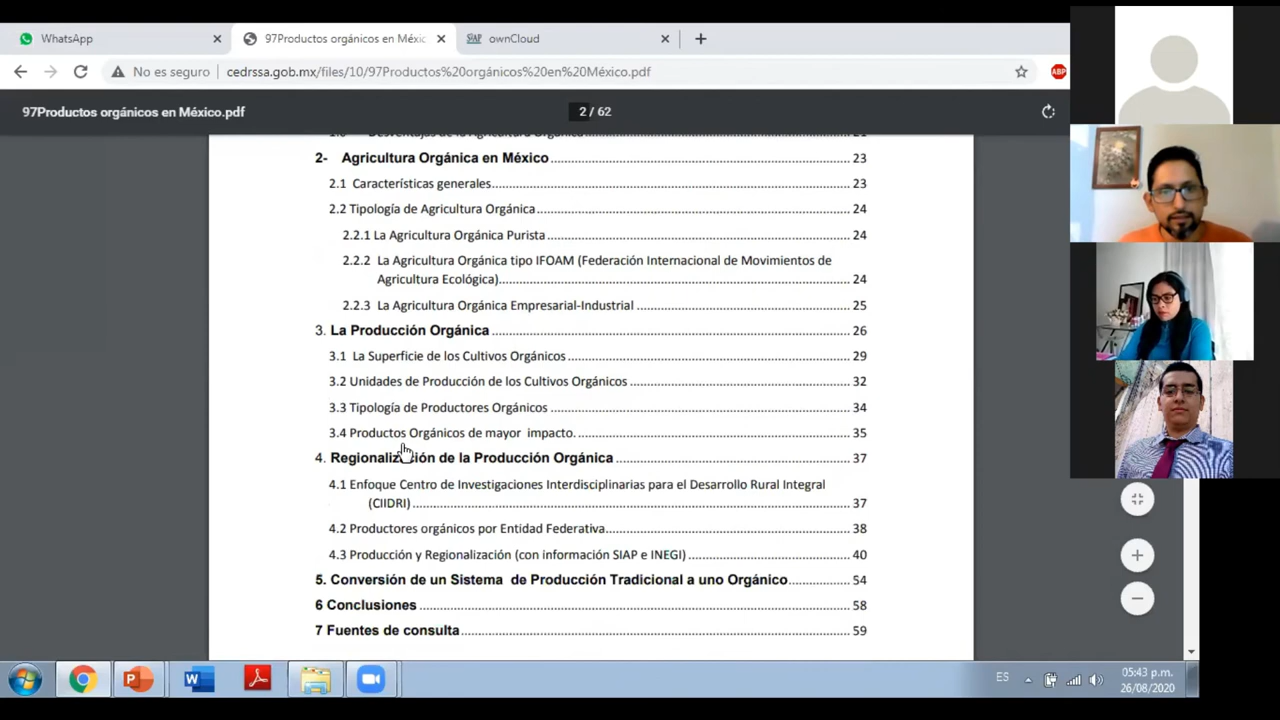 WhatsApp
97Productos orgánicos en Méxic
SIAP ownCloud
No es seguro cedrssa.gob.mx/files/10/97Productos%20orgánicos%20en%20México.pdf
ABP
97Productos orgánicos en México.pdf
2 / 62
Desventajas de la Agricultura Orgánica 21
2- Agricultura Orgánica en México 23
2.1 Características generales 23
2.2 Tipología de Agricultura Orgánica 24
2.2.1 La Agricultura Orgánica Purista 24
2.2.2 La Agricultura Orgánica tipo IFOAM (Federación Internacional de Movimientos de
Agricultura Ecológica) 24
2.2.3 La Agricultura Orgánica Empresarial-Industrial 25
3. La Producción Orgánica 26
3.1 La Superficie de los Cultivos Orgánicos 29
3.2 Unidades de Producción de los Cultivos Orgánicos 32
3.3 Tipología de Productores Orgánicos 34
3.4 Productos Orgánicos de mayor impacto. 35
4. Regionalización de la Producción Orgánica 37
4.1 Enfoque Centro de Investigaciones Interdisciplinarias para el Desarrollo Rural Integral
(CIIDRI) 37
4.2 Productores orgánicos por Entidad Federativa 38
4.3 Producción y Regionalización (con información SIAP e INEGI) 40
5. Conversión de un Sistema de Producción Tradicional a uno Orgánico 54
6 Conclusiones 58
7 Fuentes de consulta 59
ES
05:43 p.m.
26/08/2020